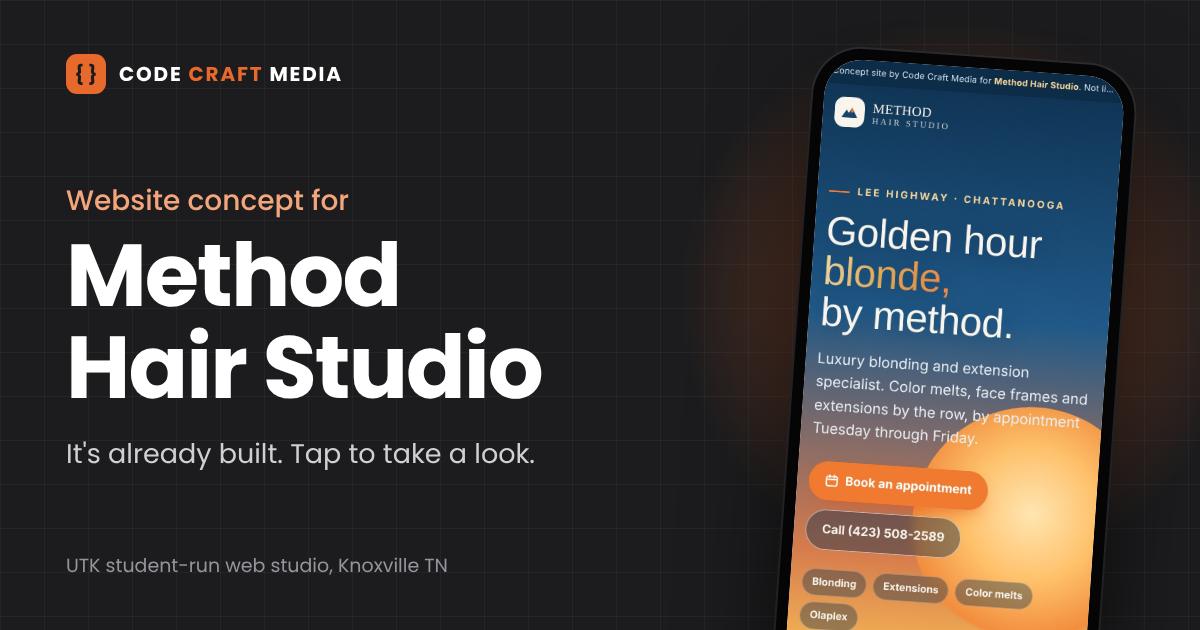 { } CODE CRAFT MEDIA
Website concept for
Method
Hair Studio
It's already built. Tap to take a look.
UTK student-run web studio, Knoxville TN
Concept site by Code Craft Media for Method Hair Studio. Not li...
METHOD
HAIR STUDIO
LEE HIGHWAY · CHATTANOOGA
Golden hour
blonde,
by method.
Luxury blonding and extension
specialist. Color melts, face frames and
extensions by the row, by appointment
Tuesday through Friday.
Book an appointment
Call (423) 508-2589
Blonding Extensions Color melts
Olaplex